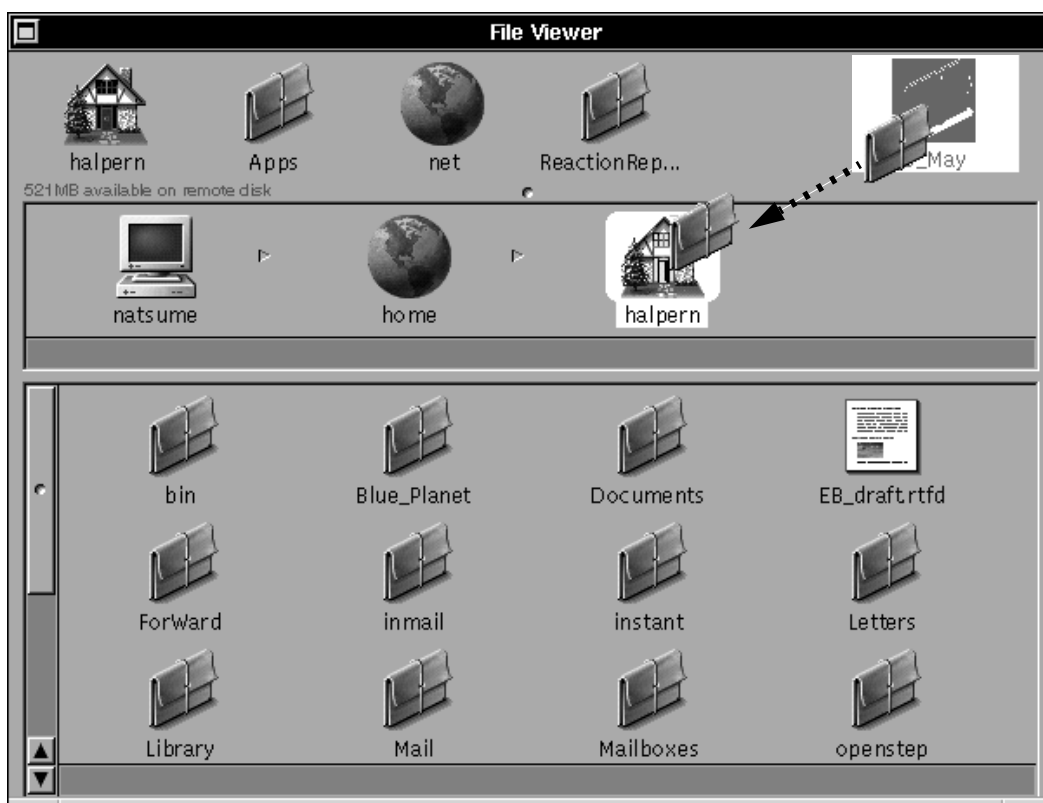 File Viewer
halpern Apps net ReactionRep... _May
521MB available on remote disk
natsume home halpern
bin Blue_Planet Documents EB_draft.rtfd
ForWard inmail instant Letters
Library Mail Mailboxes openstep